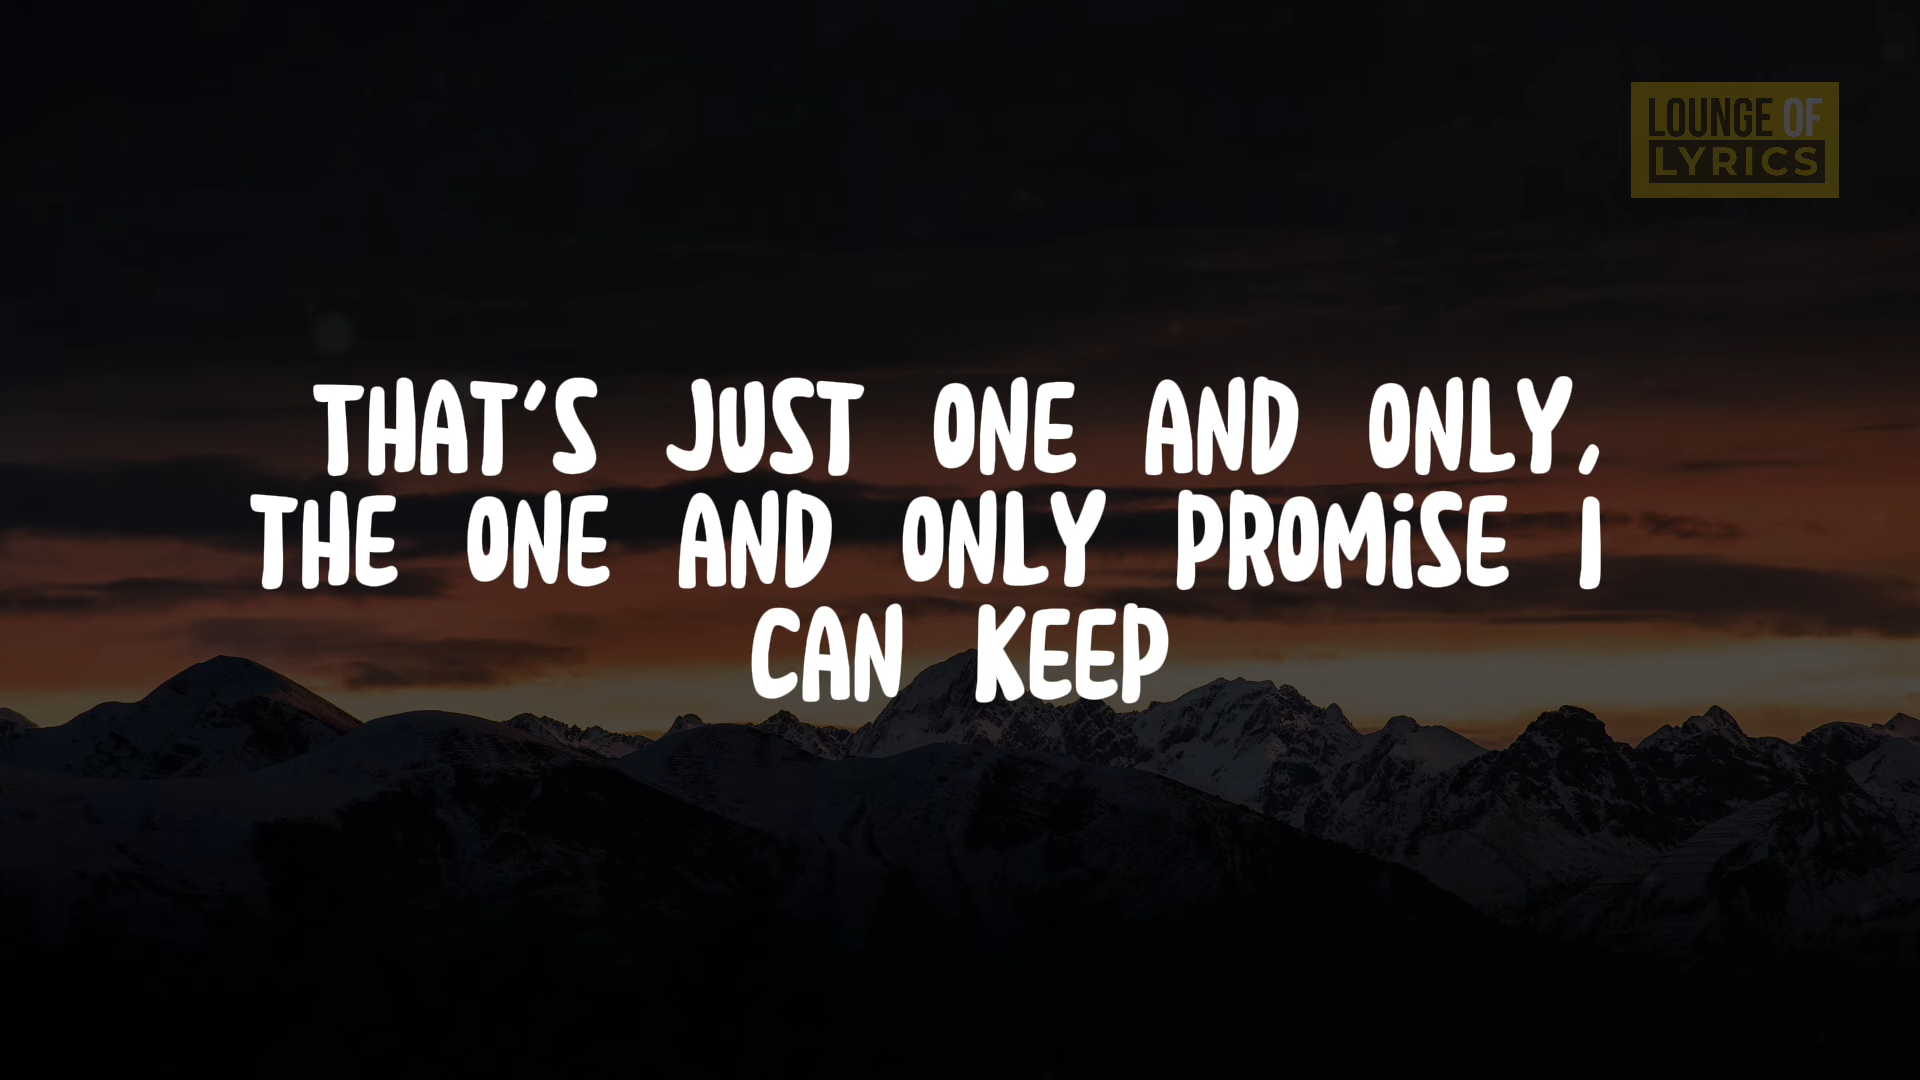 LOUNGE OF
LYRICS
THAT'S JUST ONE AND ONLY,
THE ONE AND ONLY PROMISE I
CAN KEEP